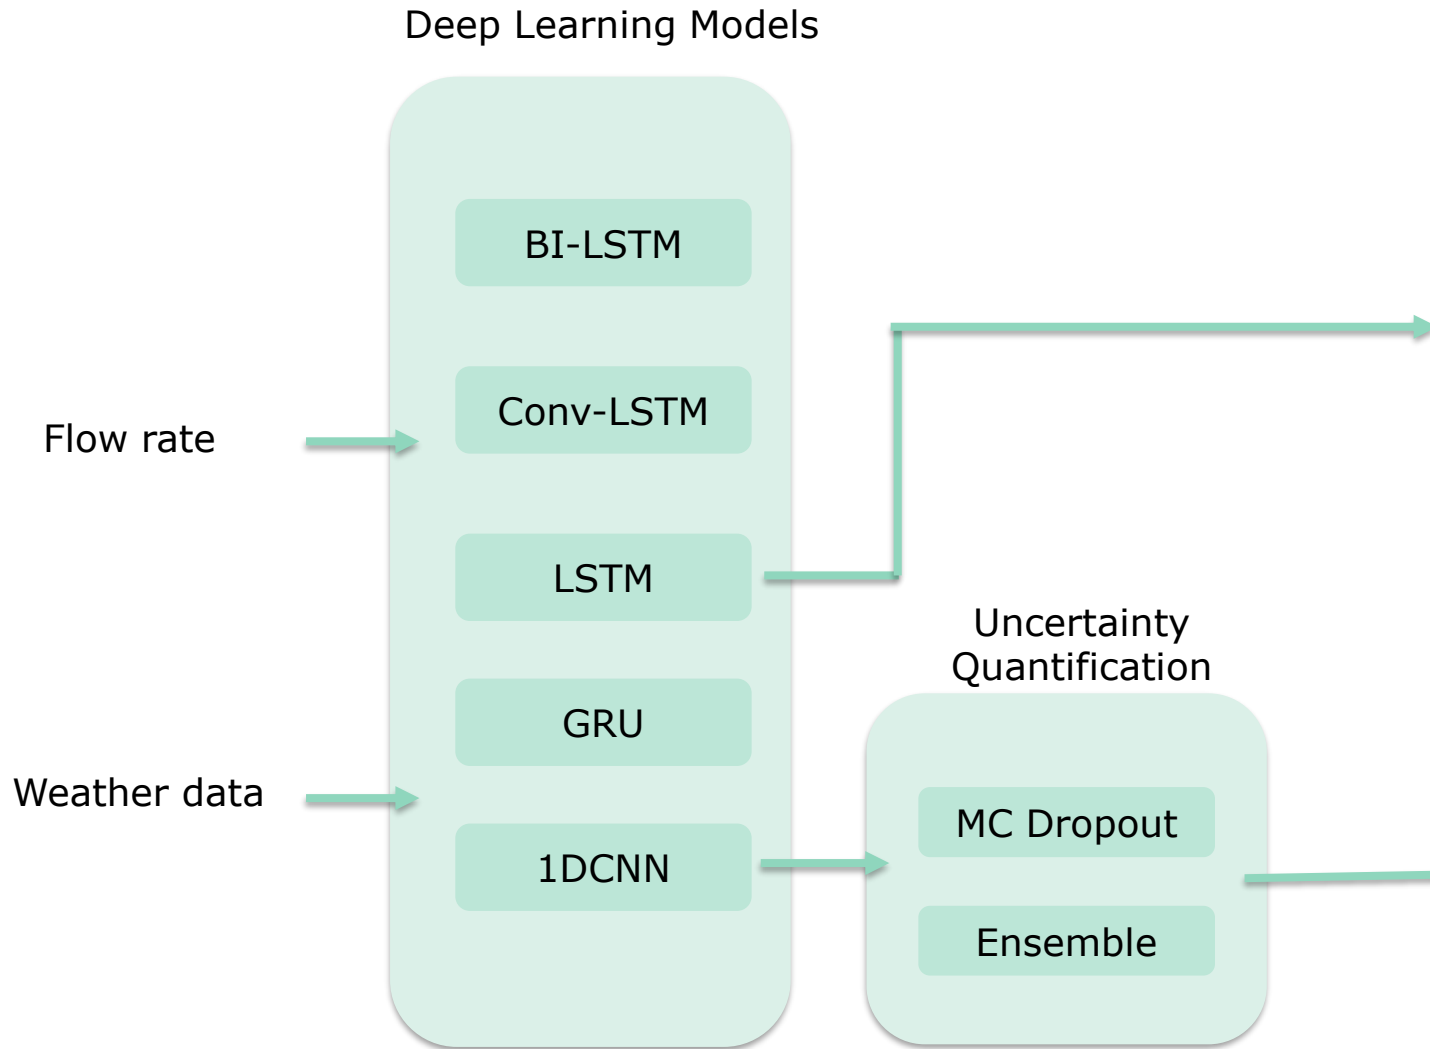 Deep Learning Models
BI-LSTM
Conv-LSTM
Flow rate
LSTM
Uncertainty
Quantification
GRU
Weather data
MC Dropout
1DCNN
Ensemble